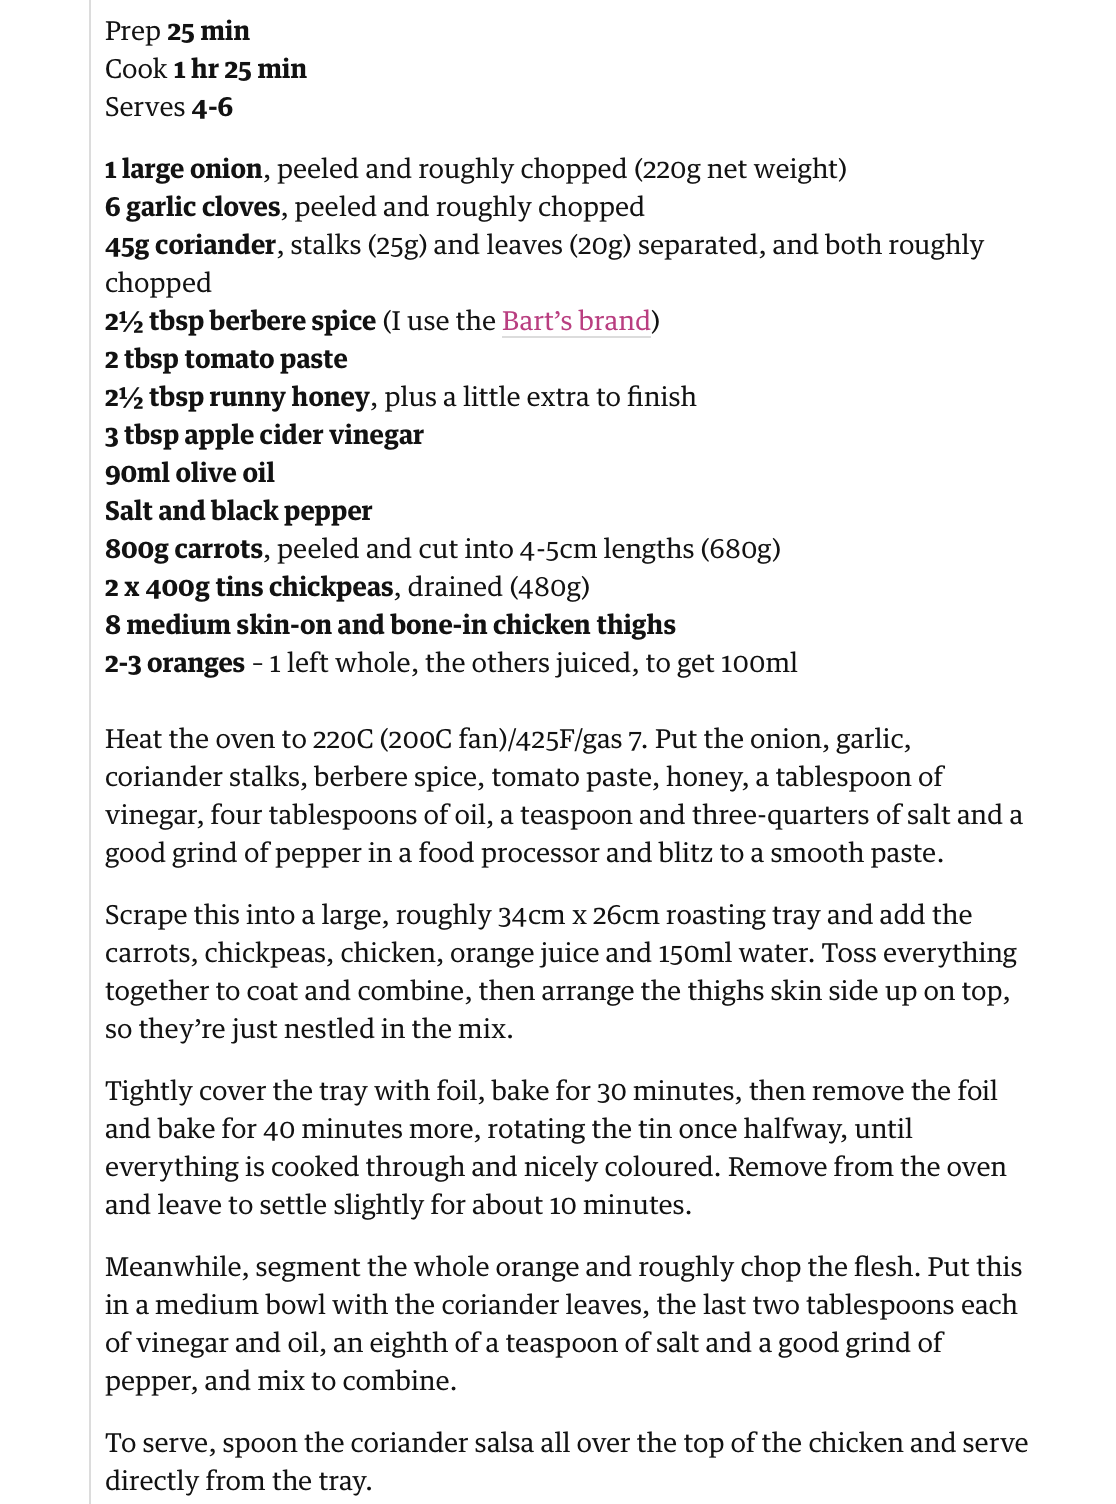 Prep 25 min
Cook 1 hr 25 min
Serves 4-6
1 large onion, peeled and roughly chopped (220g net weight)
6 garlic cloves, peeled and roughly chopped
45g coriander, stalks (25g) and leaves (20g) separated, and both roughly
chopped
2½ tbsp berbere spice (I use the Bart’s brand)
2 tbsp tomato paste
2½ tbsp runny honey, plus a little extra to finish
3 tbsp apple cider vinegar
90ml olive oil
Salt and black pepper
800g carrots, peeled and cut into 4-5cm lengths (680g)
2 x 400g tins chickpeas, drained (480g)
8 medium skin-on and bone-in chicken thighs
2-3 oranges – 1 left whole, the others juiced, to get 100ml
Heat the oven to 220C (200C fan)/425F/gas 7. Put the onion, garlic,
coriander stalks, berbere spice, tomato paste, honey, a tablespoon of
vinegar, four tablespoons of oil, a teaspoon and three-quarters of salt and a
good grind of pepper in a food processor and blitz to a smooth paste.
Scrape this into a large, roughly 34cm x 26cm roasting tray and add the
carrots, chickpeas, chicken, orange juice and 150ml water. Toss everything
together to coat and combine, then arrange the thighs skin side up on top,
so they’re just nestled in the mix.
Tightly cover the tray with foil, bake for 30 minutes, then remove the foil
and bake for 40 minutes more, rotating the tin once halfway, until
everything is cooked through and nicely coloured. Remove from the oven
and leave to settle slightly for about 10 minutes.
Meanwhile, segment the whole orange and roughly chop the flesh. Put this
in a medium bowl with the coriander leaves, the last two tablespoons each
of vinegar and oil, an eighth of a teaspoon of salt and a good grind of
pepper, and mix to combine.
To serve, spoon the coriander salsa all over the top of the chicken and serve
directly from the tray.